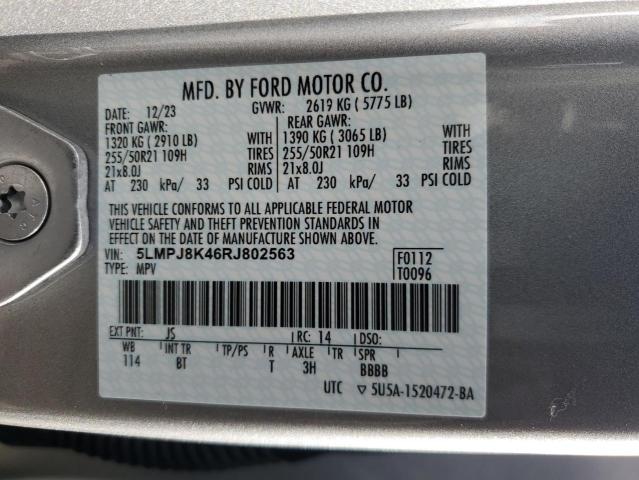 MFD. BY FORD MOTOR CO.
DATE: 12/23 GVWR: 2619 KG ( 5775 LB)
FRONT GAWR: REAR GAWR:
1320 KG ( 2910 LB) WITH 1390 KG ( 3065 LB) WITH
255/50R21 109H TIRES 255/50R21 109H TIRES
21x8.0J RIMS 21x8.0J RIMS
AT 230 kPa/ 33 PSI COLD AT 230 kPa/ 33 PSI COLD
THIS VEHICLE CONFORMS TO ALL APPLICABLE FEDERAL MOTOR
VEHICLE SAFETY AND THEFT PREVENTION STANDARDS IN
EFFECT ON THE DATE OF MANUFACTURE SHOWN ABOVE.
VIN: 5LMPJ8K46RJ802563 F0112
TYPE: MPV T0096
EXT PNT: JS RC: 14 DSO:
WB INT TR TP/PS R AXLE TR SPR
114 BT T 3H BBBB
UTC ▽ 5U5A-1520472-BA